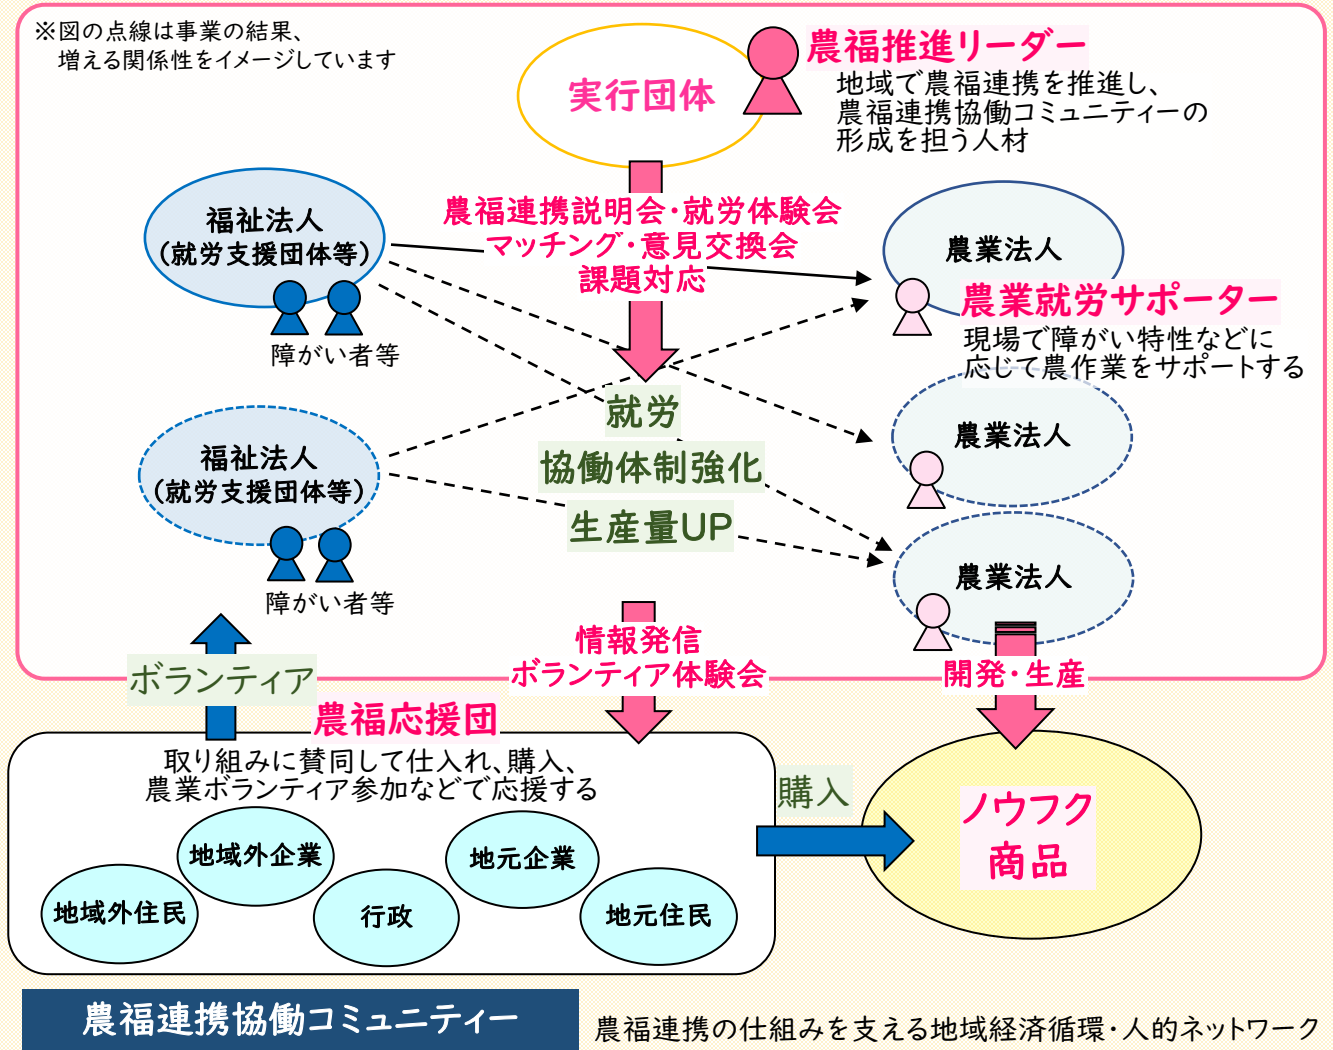 ※図の点線は事業の結果、
増える関係性をイメージしています
実行団体
農福推進リーダー
地域で農福連携を推進し、
農福連携協働コミュニティーの
形成を担う人材
農福連携説明会・就労体験会
マッチング・意見交換会
課題対応
福祉法人
(就労支援団体等)
障がい者等
農業法人
農業就労サポーター
現場で障がい特性などに
応じて農作業をサポートする
就労
協働体制強化
生産量UP
農業法人
福祉法人
(就労支援団体等)
障がい者等
農業法人
情報発信
ボランティア体験会
開発・生産
ボランティア
農福応援団
取り組みに賛同して仕入れ、購入、
農業ボランティア参加などで応援する
地域外企業
地元企業
地域外住民
行政
地元住民
購入
ノウフク
商品
農福連携協働コミュニティー
農福連携の仕組みを支える地域経済循環・人的ネットワーク